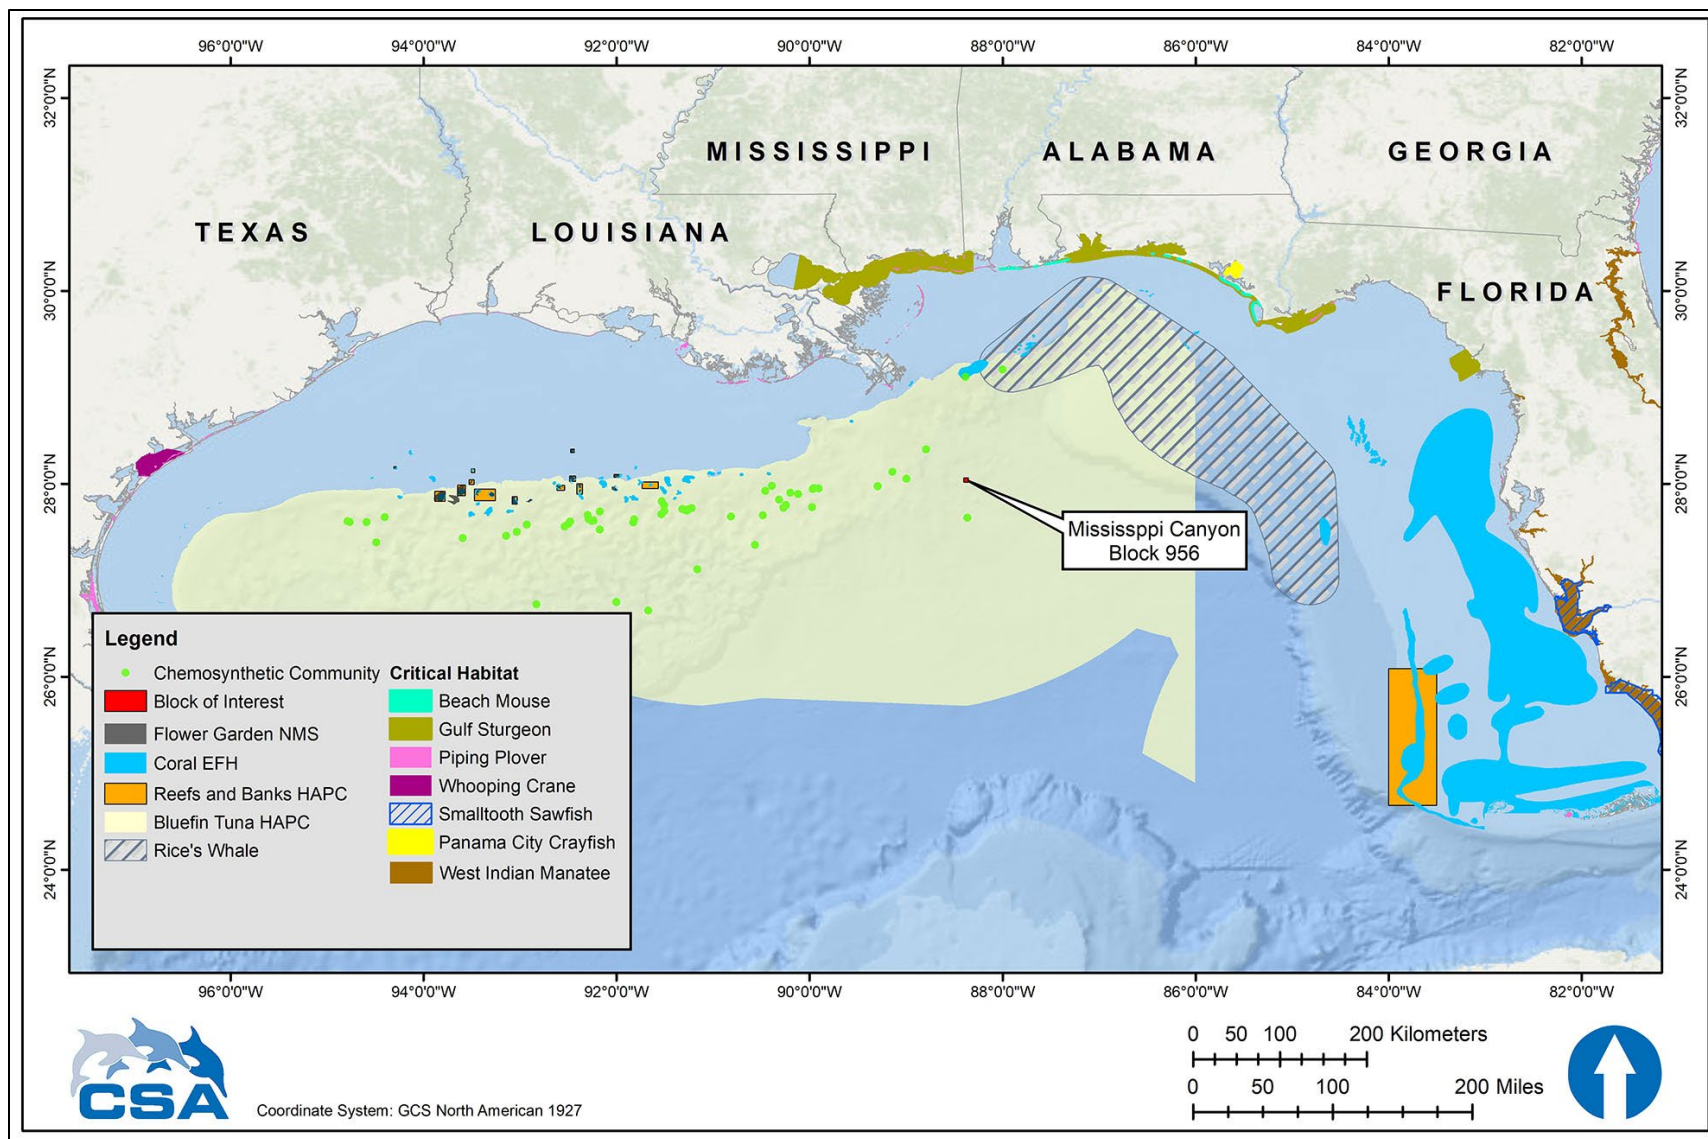 96°0'0"W 94°0'0"W 92°0'0"W 90°0'0"W 88°0'0"W 86°0'0"W 84°0'0"W 82°0'0"W
32°0'0"N
32°0'0"N
MISSISSIPPI
ALABAMA
GEORGIA
TEXAS
LOUISIANA
30°0'0"N
30°0'0"N
FLORIDA
28°0'0"N
28°0'0"N
Mississppi Canyon
Block 956
26°0'0"N
26°0'0"N
24°0'0"N
24°0'0"N
Legend
Chemosynthetic Community
Block of Interest
Flower Garden NMS
Coral EFH
Reefs and Banks HAPC
Bluefin Tuna HAPC
Rice's Whale
Critical Habitat
Beach Mouse
Gulf Sturgeon
Piping Plover
Whooping Crane
Smalltooth Sawfish
Panama City Crayfish
West Indian Manatee
96°0'0"W 94°0'0"W 92°0'0"W 90°0'0"W 88°0'0"W 86°0'0"W 84°0'0"W 82°0'0"W
CSA
Coordinate System: GCS North American 1927
0 50 100 200 Kilometers
0 50 100 200 Miles